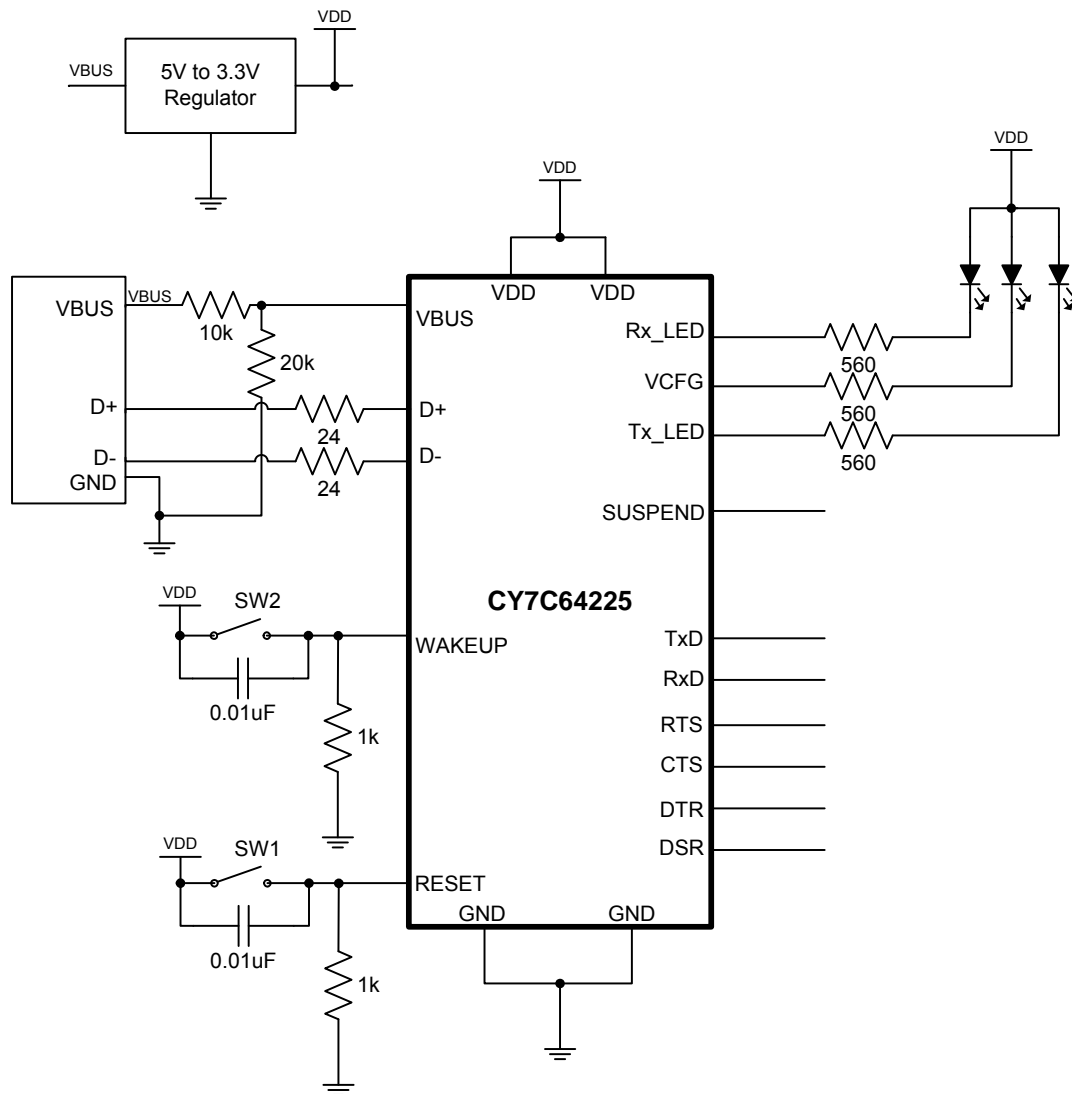 VDD
VBUS
5V to 3.3V
Regulator
VDD
VDD
VBUS
VBUS
10k
20k
D+
24
D-
24
GND
VDD
VDD
VBUS
D+
D-
Rx_LED
560
VCFG
560
Tx_LED
560
SUSPEND
CY7C64225
VDD
SW2
0.01uF
1k
WAKEUP
TxD
RxD
RTS
CTS
DTR
DSR
VDD
SW1
0.01uF
1k
RESET
GND
GND